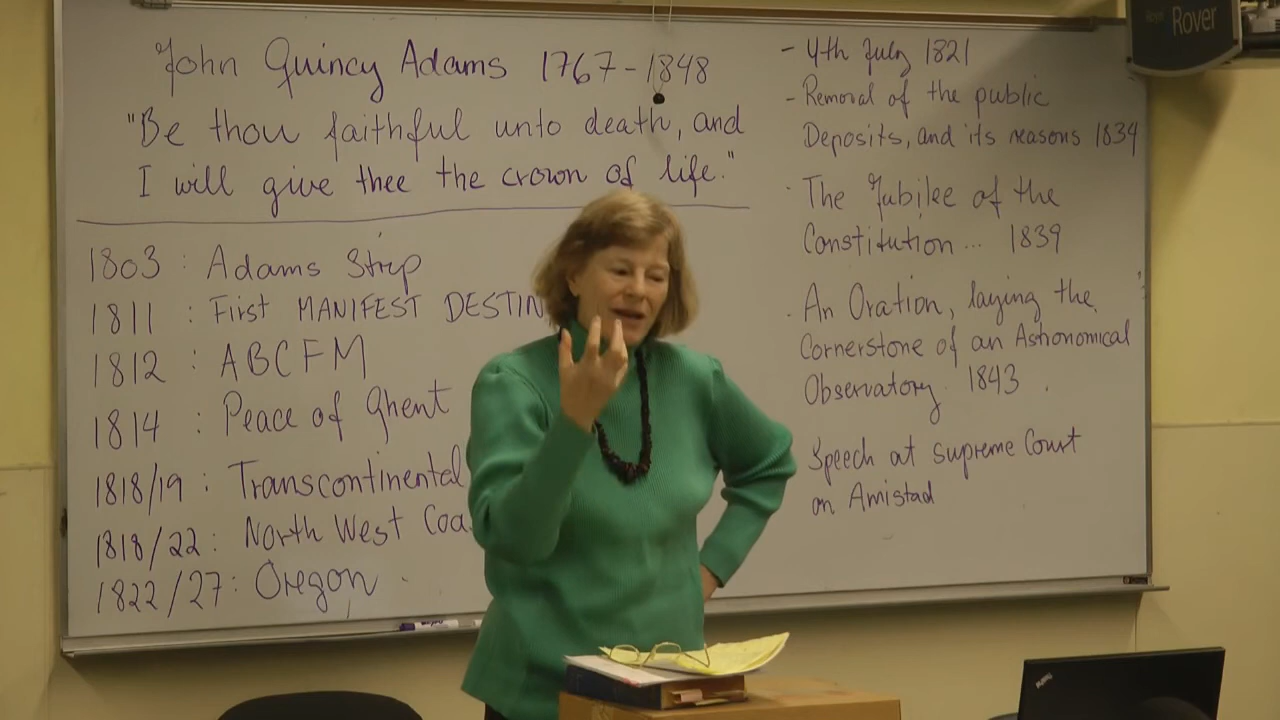 John Quincy Adams 1767-1848
"Be thou faithful unto death, and
I will give thee the crown of life."
1803 : Adams Strip
1811 : First MANIFEST DESTIN
1812 : ABCFM
1814 : Peace of Ghent
1818/19 : Transcontinental
1818/22 : North West Coa
1822/27 : Oregon
- 4th July 1821
- Removal of the public
Deposits, and its reasons 1834
· The Jubilee of the
Constitution ... 1839
· An Oration, laying the
Cornerstone of an Astronomical
Observatory. 1843 .
Speech at supreme Court
on Amistad
Rover